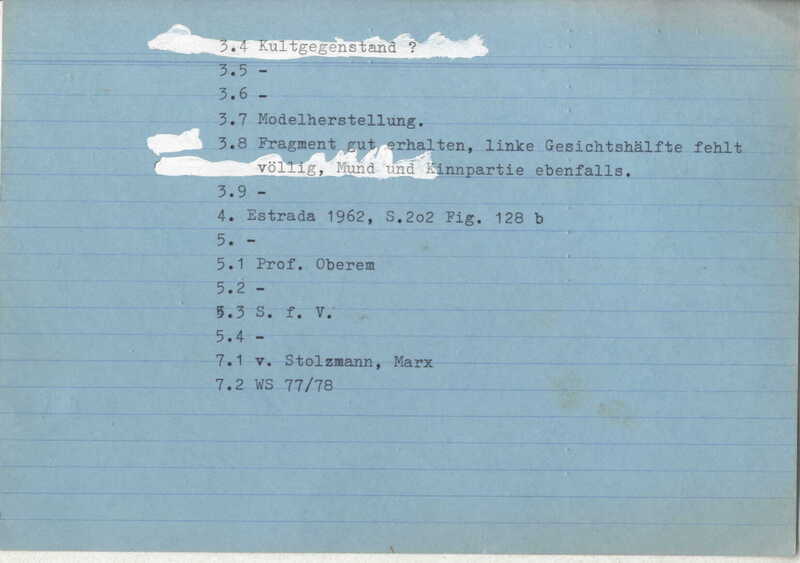 3.4 Kultgegenstand ?
3.5 -
3.6 -
3.7 Modelherstellung.
3.8 Fragment gut erhalten, linke Gesichtshälfte fehlt
völlig, Mund und Kinnpartie ebenfalls.
3.9 -
4. Estrada 1962, S.2o2 Fig. 128 b
5. -
5.1 Prof. Oberem
5.2 -
5.3 S. f. V.
5.4 -
7.1 v. Stolzmann, Marx
7.2 WS 77/78